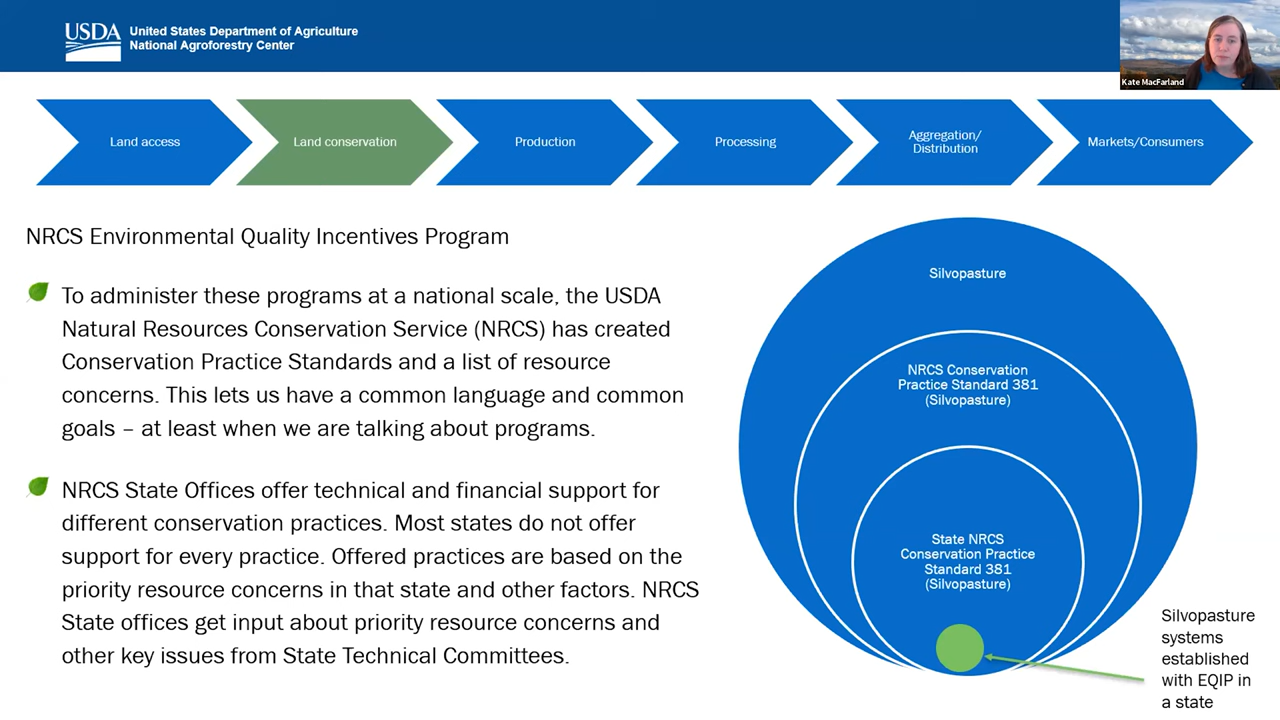 USDA
United States Department of Agriculture
National Agroforestry Center
Kate MacFarland
Land access
Land conservation
Production
Processing
Aggregation/
Distribution
Markets/Consumers
NRCS Environmental Quality Incentives Program
To administer these programs at a national scale, the USDA
Natural Resources Conservation Service (NRCS) has created
Conservation Practice Standards and a list of resource
concerns. This lets us have a common language and common
goals – at least when we are talking about programs.
NRCS State Offices offer technical and financial support for
different conservation practices. Most states do not offer
support for every practice. Offered practices are based on the
priority resource concerns in that state and other factors. NRCS
State offices get input about priority resource concerns and
other key issues from State Technical Committees.
Silvopasture
NRCS Conservation
Practice Standard 381
(Silvopasture)
State NRCS
Conservation Practice
Standard 381
(Silvopasture)
Silvopasture
systems
established
with EQIP in
a state